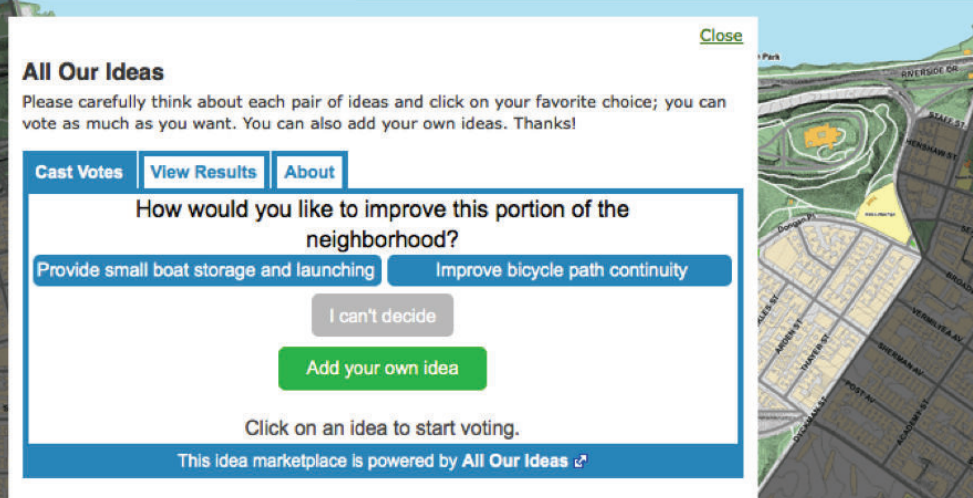 Close
All Our Ideas
Please carefully think about each pair of ideas and click on your favorite choice; you can
vote as much as you want. You can also add your own ideas. Thanks!
Cast Votes View Results About
How would you like to improve this portion of the
neighborhood?
Provide small boat storage and launching Improve bicycle path continuity
I can't decide
Add your own idea
Click on an idea to start voting.
This idea marketplace is powered by All Our Ideas
Park
RIVERSIDE DR
STAFF ST
HENSHAW ST
Dongan Pl
ARDEN ST
THAYER ST
VERMILYEA AV
SHERMAN AV
POST AV
ACADEMY ST
DYCKMAN ST